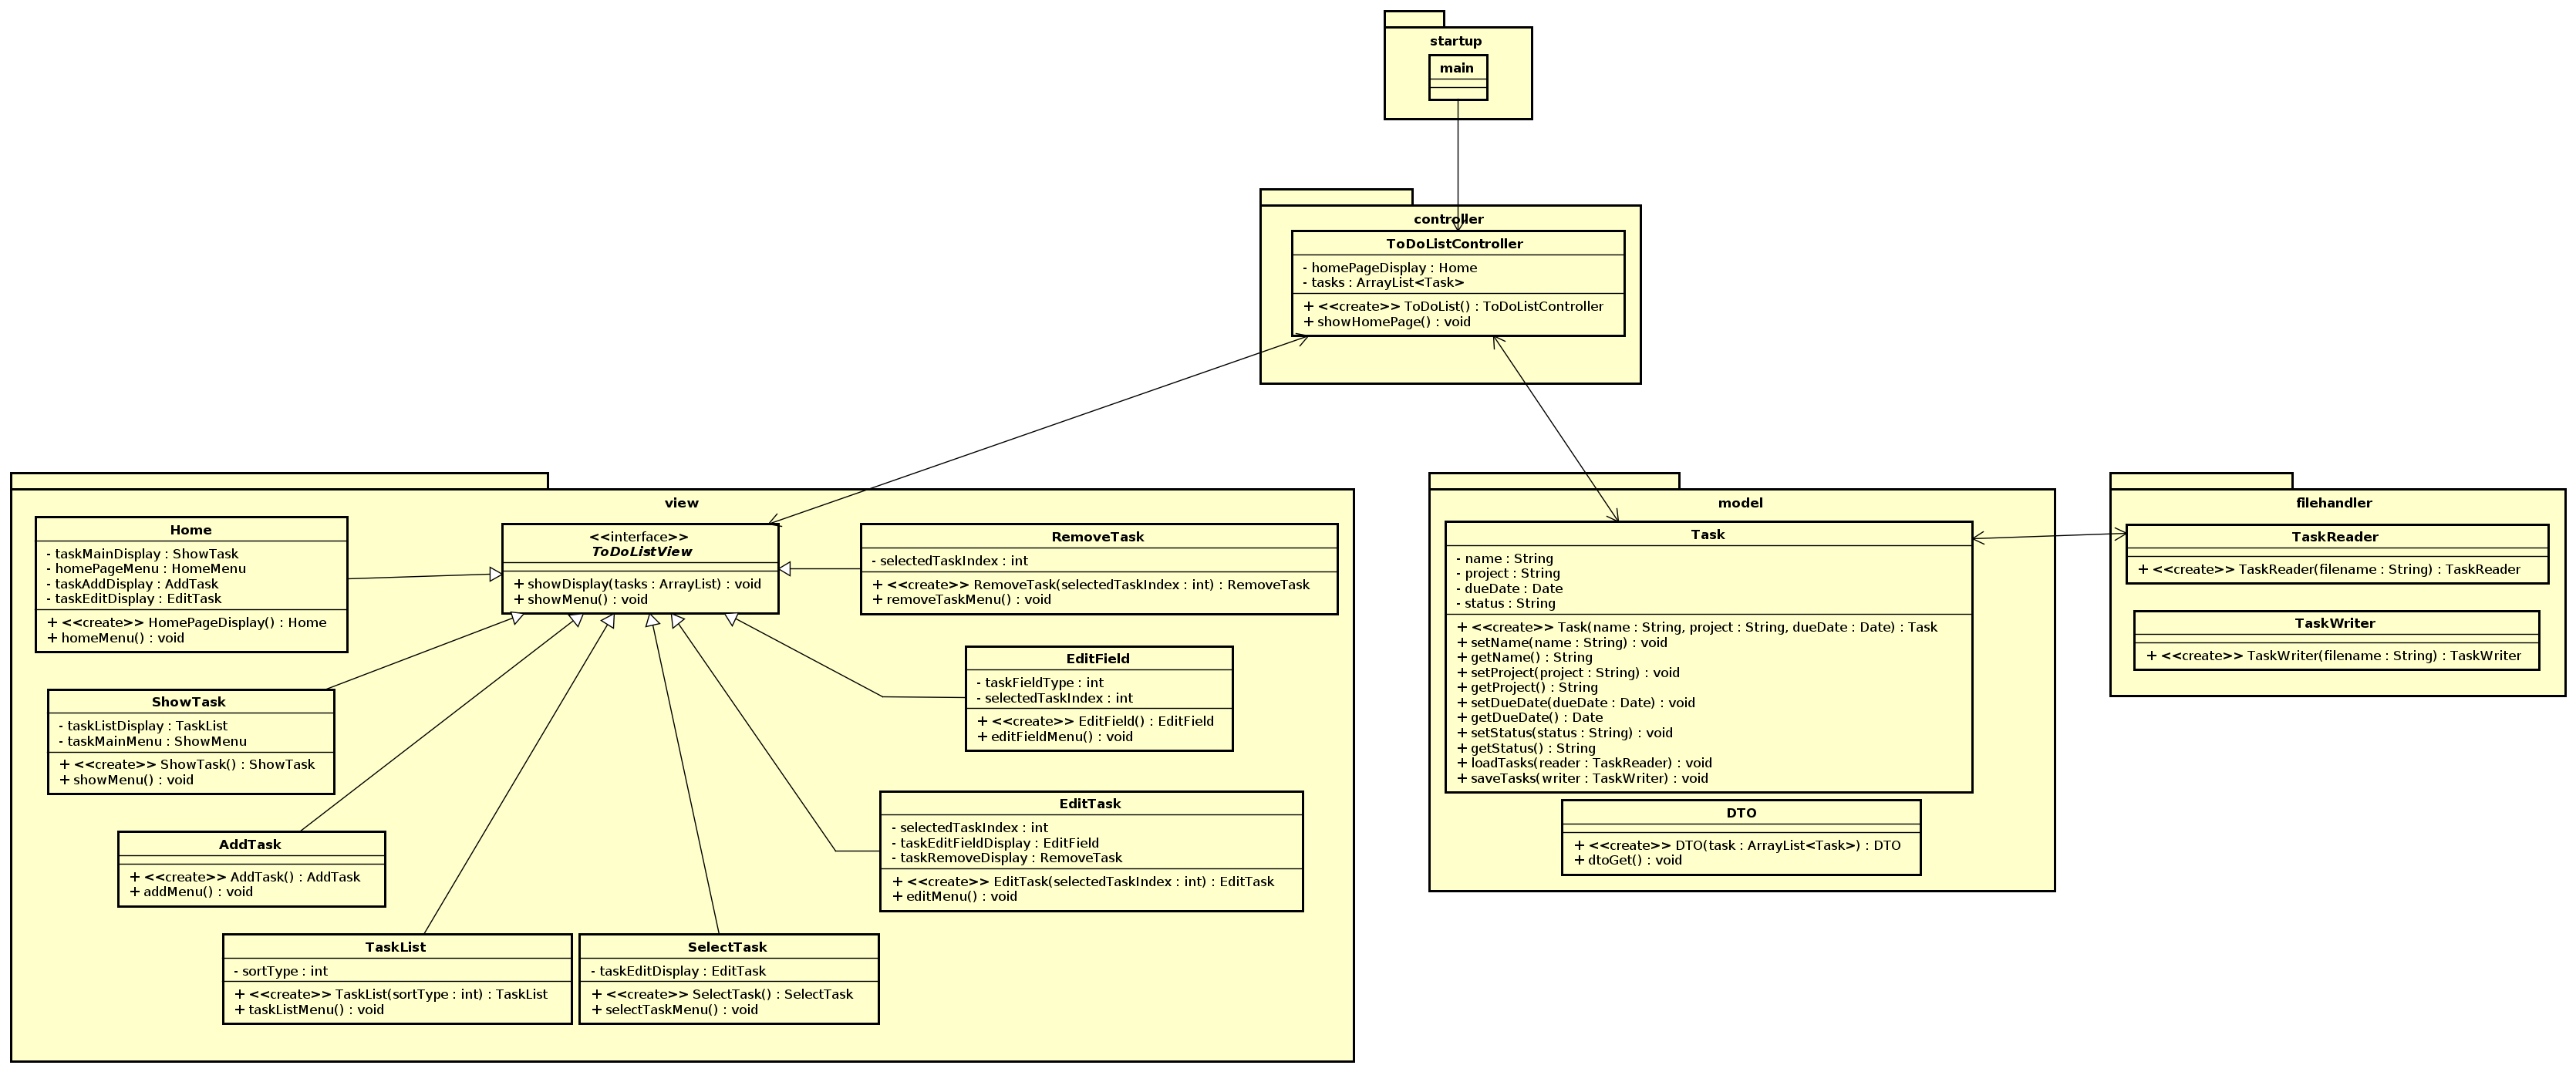 startup
main
controller
ToDoListController
- homePageDisplay : Home
- tasks : ArrayList<Task>
+ <<create>> ToDoList() : ToDoListController
+ showHomePage() : void
view
Home
- taskMainDisplay : ShowTask
- homePageMenu : HomeMenu
- taskAddDisplay : AddTask
- taskEditDisplay : EditTask
+ <<create>> HomePageDisplay() : Home
+ homeMenu() : void
<<interface>>
ToDoListView
+ showDisplay(tasks : ArrayList) : void
+ showMenu() : void
RemoveTask
- selectedTaskIndex : int
+ <<create>> RemoveTask(selectedTaskIndex : int) : RemoveTask
+ removeTaskMenu() : void
EditField
- taskFieldType : int
- selectedTaskIndex : int
+ <<create>> EditField() : EditField
+ editFieldMenu() : void
ShowTask
- taskListDisplay : TaskList
- taskMainMenu : ShowMenu
+ <<create>> ShowTask() : ShowTask
+ showMenu() : void
EditTask
- selectedTaskIndex : int
- taskEditFieldDisplay : EditField
- taskRemoveDisplay : RemoveTask
+ <<create>> EditTask(selectedTaskIndex : int) : EditTask
+ editMenu() : void
AddTask
+ <<create>> AddTask() : AddTask
+ addMenu() : void
TaskList
- sortType : int
+ <<create>> TaskList(sortType : int) : TaskList
+ taskListMenu() : void
SelectTask
- taskEditDisplay : EditTask
+ <<create>> SelectTask() : SelectTask
+ selectTaskMenu() : void
model
Task
- name : String
- project : String
- dueDate : Date
- status : String
+ <<create>> Task(name : String, project : String, dueDate : Date) : Task
+ setName(name : String) : void
+ getName() : String
+ setProject(project : String) : void
+ getProject() : String
+ setDueDate(dueDate : Date) : void
+ getDueDate() : Date
+ setStatus(status : String) : void
+ getStatus() : String
+ loadTasks(reader : TaskReader) : void
+ saveTasks(writer : TaskWriter) : void
DTO
+ <<create>> DTO(task : ArrayList<Task>) : DTO
+ dtoGet() : void
filehandler
TaskReader
+ <<create>> TaskReader(filename : String) : TaskReader
TaskWriter
+ <<create>> TaskWriter(filename : String) : TaskWriter